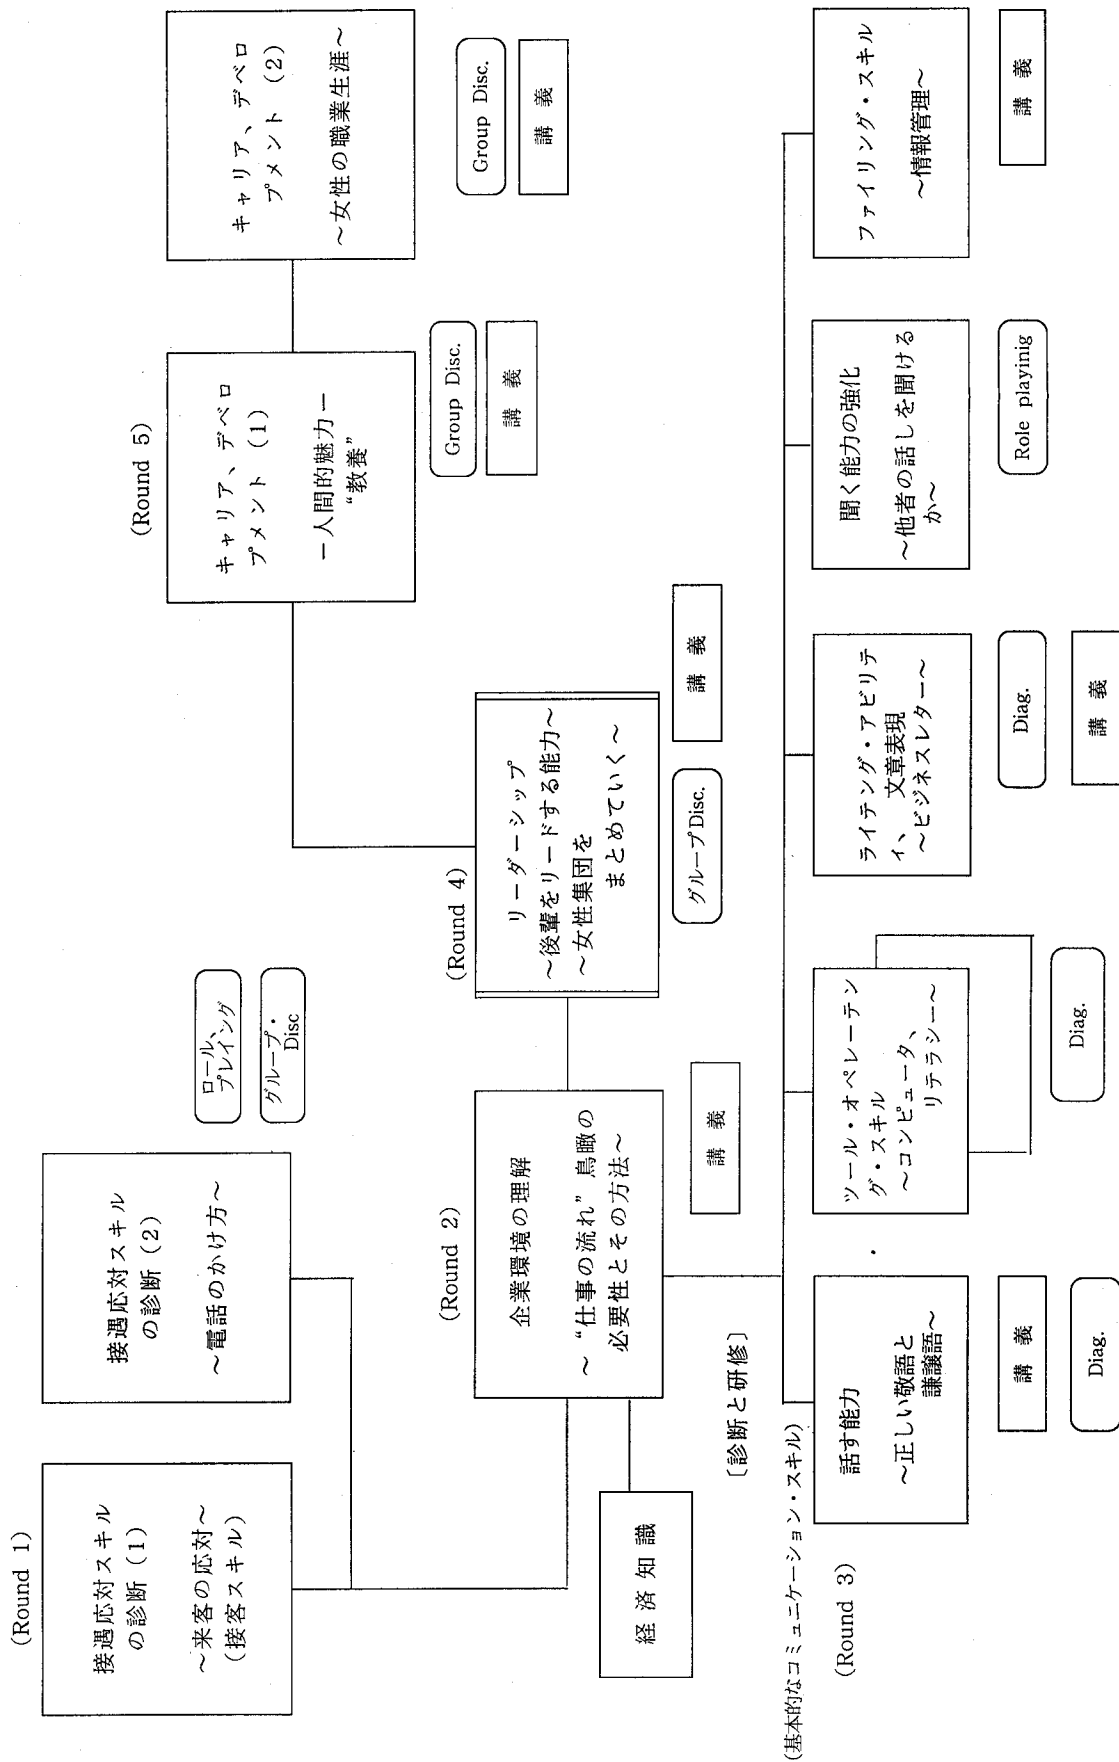 (Round 1)
接遇応対スキル
の診断 (1)
～来客の応対～
(接客スキル)
接遇応対スキル
の診断 (2)
～電話のかけ方～
ロール、
プレイング
グループ・
Disc
(Round 2)
企業環境の理解
～“仕事の流れ”鳥瞰の
必要性とその方法～
講 義
経 済 知 識
〔診断と研修〕
(基本的なコミュニケーション・スキル)
(Round 3)
話す能力
～正しい敬語と
謙譲語～
講 義
Diag.
ツール・オペレーテン
グ・スキル
～コンピュータ、
リテラシー～
Diag.
ライテング・アビリテ
ィ、 文章表現
～ビジネスレター～
Diag.
講 義
聞く能力の強化
～他者の話しを聞ける
か～
Role playinig
ファイリング・スキル
～情報管理～
講 義
(Round 4)
リーダーシップ
～後輩をリードする能力～
～女性集団を
まとめていく～
グループDisc.
講 義
(Round 5)
キャリア、デベロ
プメント (1)
－人間的魅力－
“教養”
Group Disc.
講 義
キャリア、デベロ
プメント (2)
～女性の職業生涯～
Group Disc.
講 義